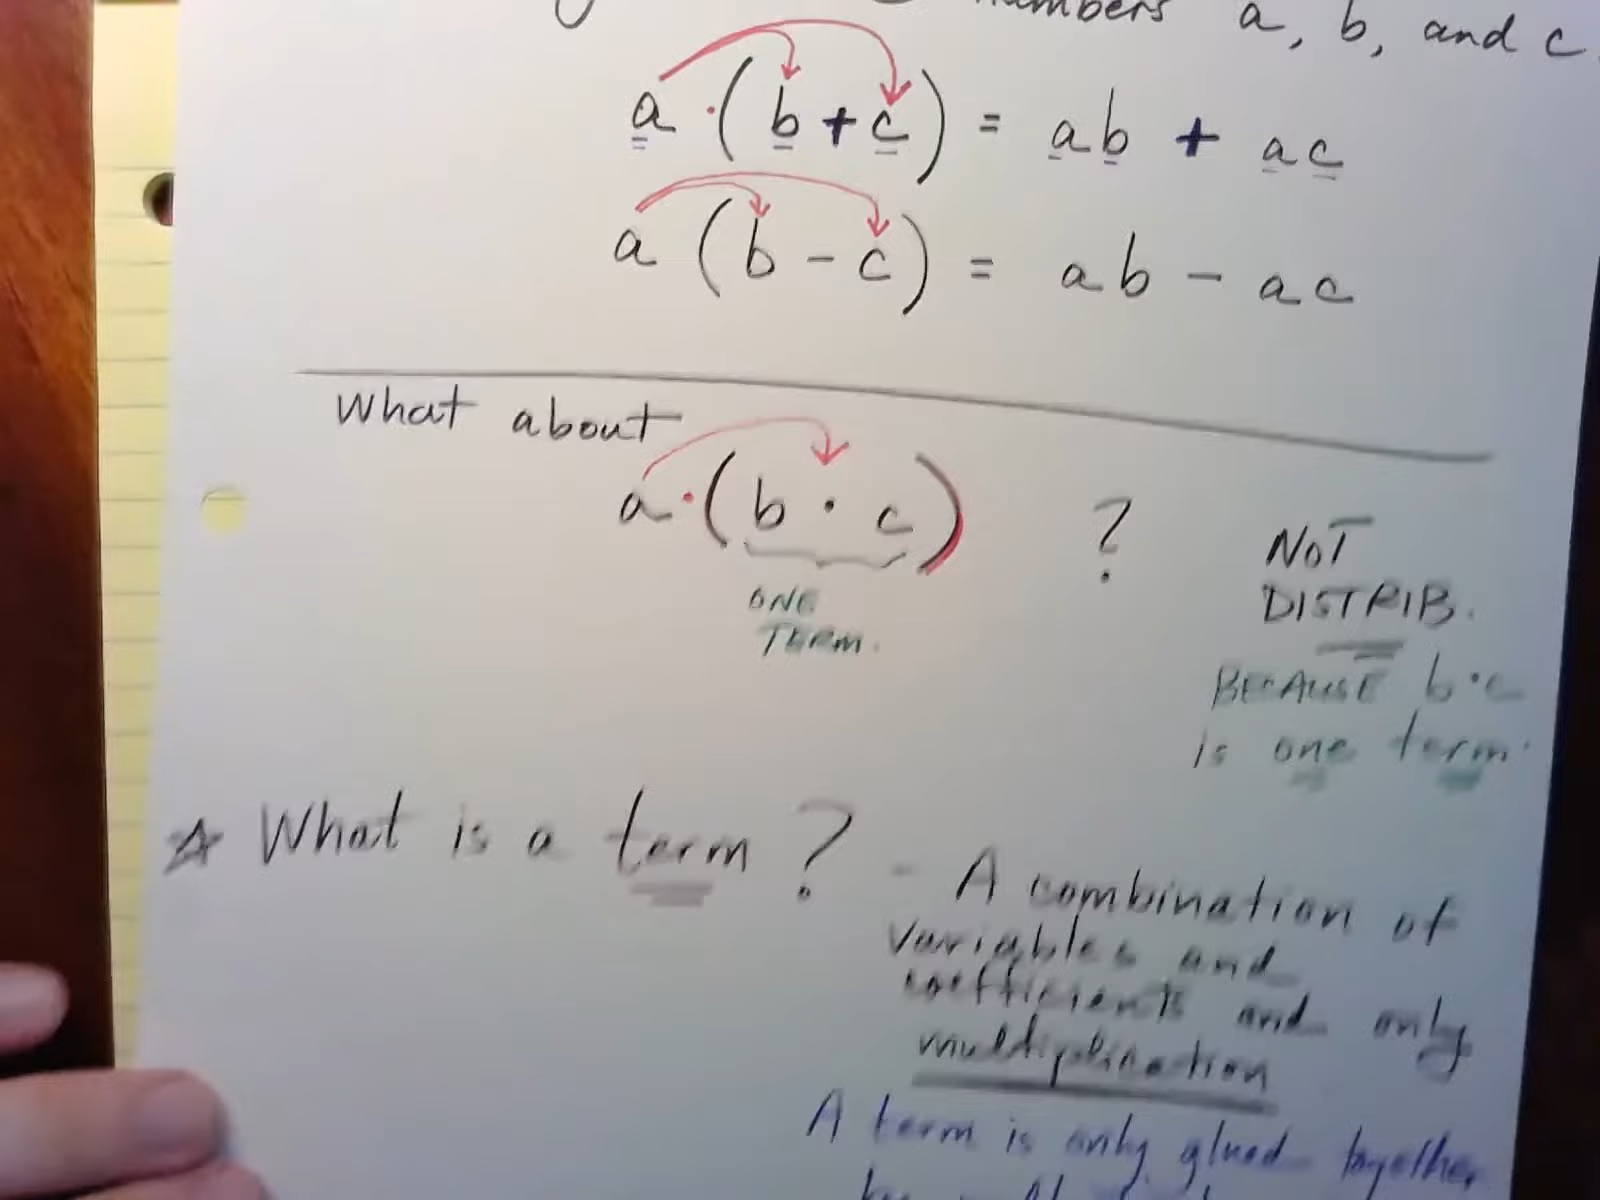 numbers a, b, and c
a · (b + c) = ab + ac
a (b - c) = ab - ac
What about
a · (b · c) ?
ONE
TERM.
NOT
DISTRIB.
BECAUSE b · c
is one term.
☆ What is a term? - A combination of
variables and
coefficients and only
multiplication
A term is only glued together